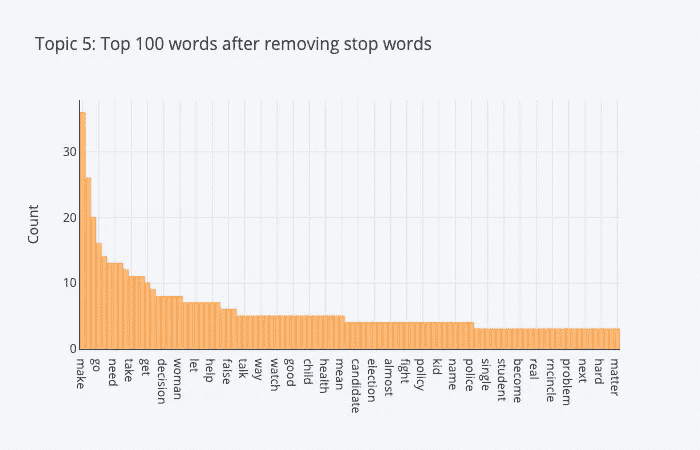 Topic 5: Top 100 words after removing stop words
Count
30
20
10
0
make
go
need
take
get
decision
woman
let
help
false
talk
way
watch
good
child
health
mean
candidate
election
almost
fight
policy
kid
name
police
single
student
become
real
rncincle
problem
next
hard
matter